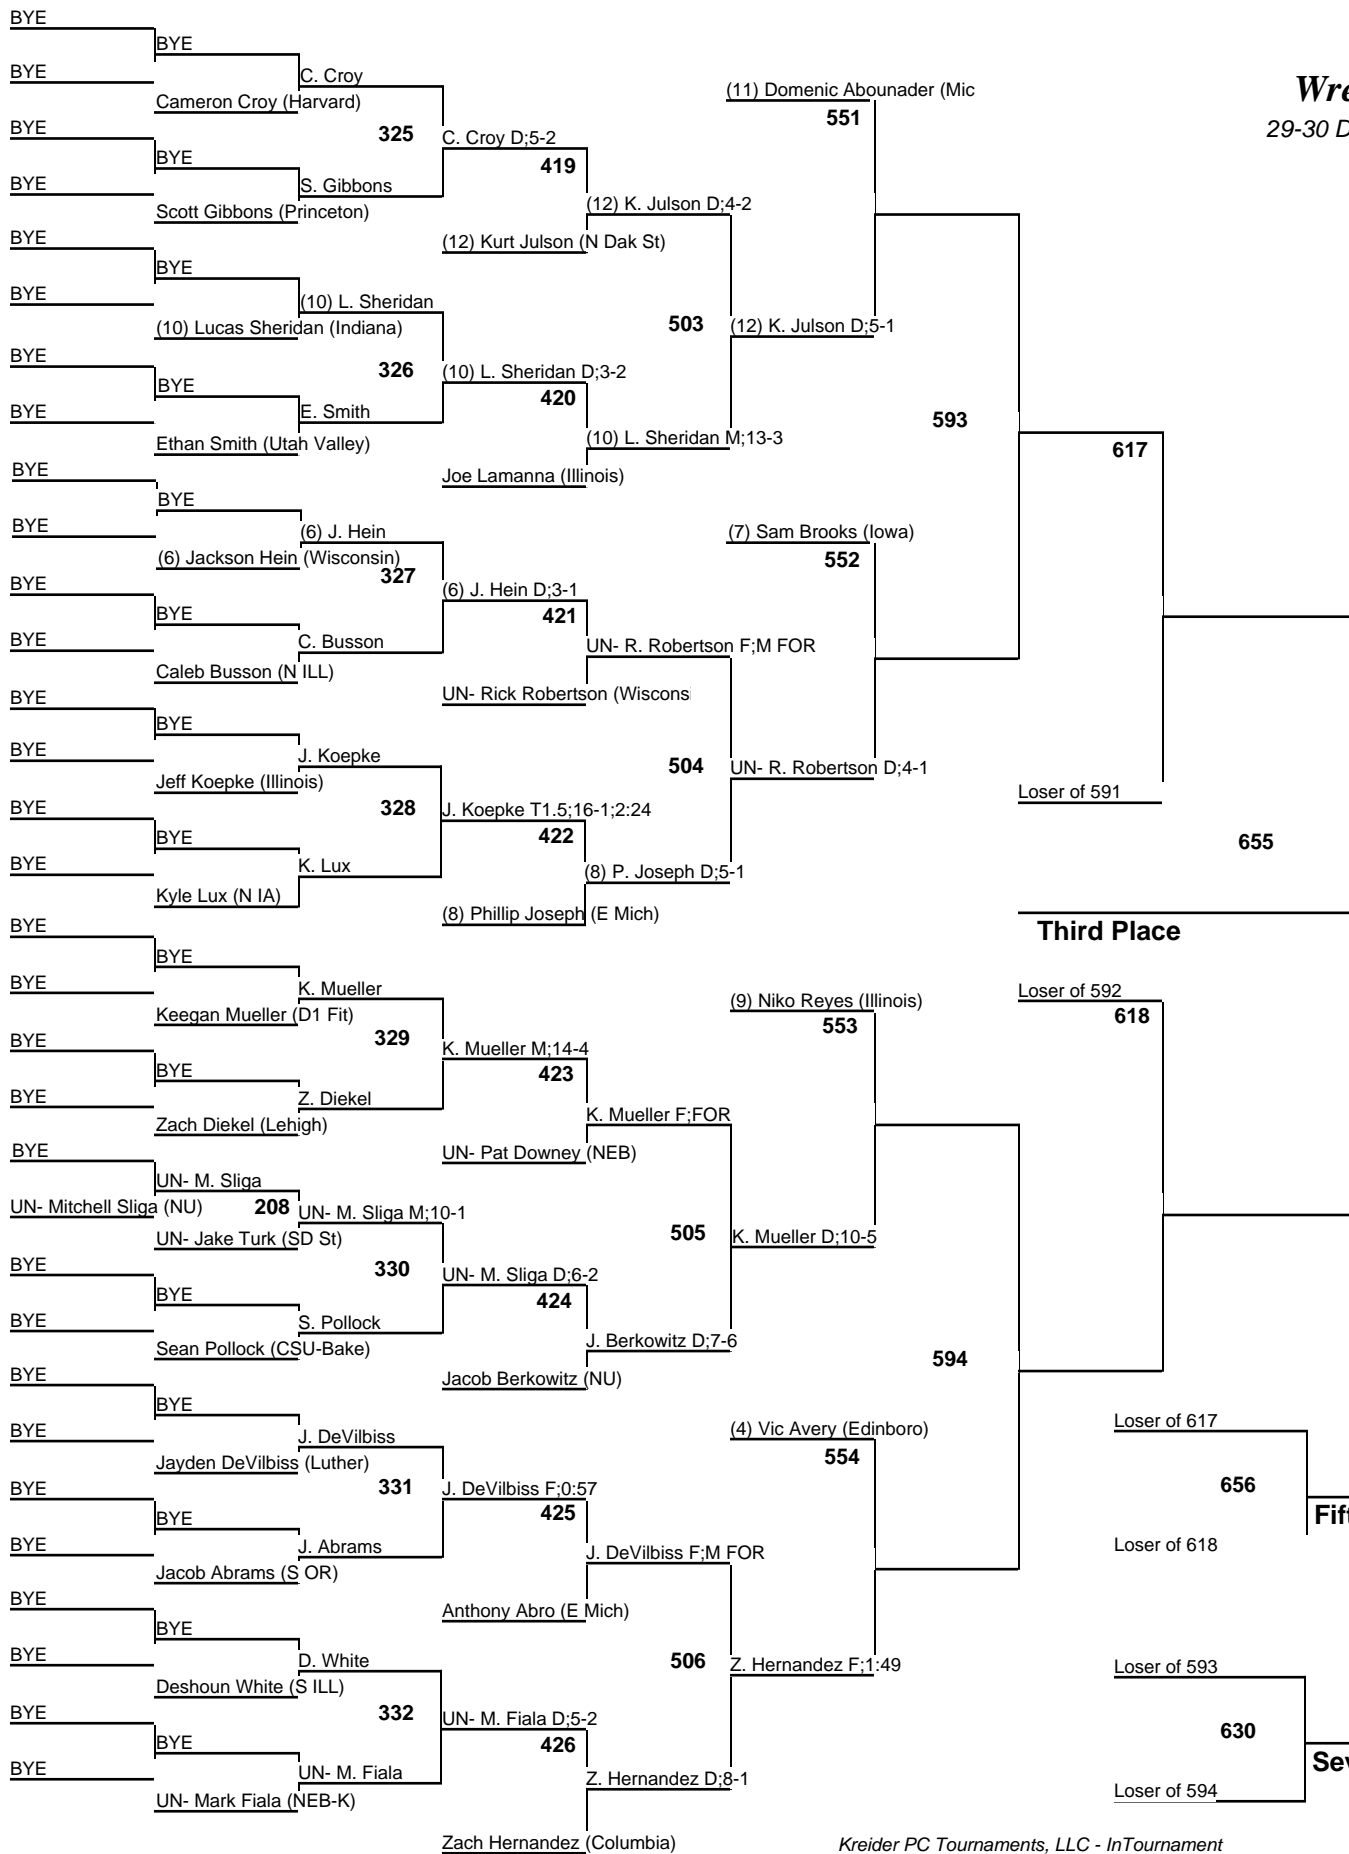 BYE
BYE
BYE
C. Croy
Cameron Croy (Harvard)
325
BYE
BYE
BYE
S. Gibbons
Scott Gibbons (Princeton)
C. Croy D;5-2
419
(12) K. Julson D;4-2
(12) Kurt Julson (N Dak St)
BYE
BYE
BYE
(10) L. Sheridan
(10) Lucas Sheridan (Indiana)
326
BYE
BYE
BYE
E. Smith
Ethan Smith (Utah Valley)
(10) L. Sheridan D;3-2
420
(10) L. Sheridan M;13-3
Joe Lamanna (Illinois)
503
(12) K. Julson D;5-1
(11) Domenic Abounader (Mic
551
BYE
BYE
BYE
(6) J. Hein
(6) Jackson Hein (Wisconsin)
327
BYE
BYE
BYE
C. Busson
Caleb Busson (N ILL)
(6) J. Hein D;3-1
421
UN- R. Robertson F;M FOR
UN- Rick Robertson (Wisconsi
BYE
BYE
BYE
J. Koepke
Jeff Koepke (Illinois)
328
BYE
BYE
BYE
K. Lux
Kyle Lux (N IA)
J. Koepke T1.5;16-1;2:24
422
(8) P. Joseph D;5-1
(8) Phillip Joseph (E Mich)
504
UN- R. Robertson D;4-1
(7) Sam Brooks (Iowa)
552
593
617
Loser of 591
655
Third Place
BYE
BYE
BYE
K. Mueller
Keegan Mueller (D1 Fit)
329
BYE
BYE
BYE
Z. Diekel
Zach Diekel (Lehigh)
K. Mueller M;14-4
423
K. Mueller F;FOR
UN- Pat Downey (NEB)
BYE
UN- M. Sliga
UN- Mitchell Sliga (NU)
208
UN- M. Sliga M;10-1
UN- Jake Turk (SD St)
330
BYE
BYE
BYE
S. Pollock
Sean Pollock (CSU-Bake)
UN- M. Sliga D;6-2
424
J. Berkowitz D;7-6
Jacob Berkowitz (NU)
505
K. Mueller D;10-5
(9) Niko Reyes (Illinois)
553
Loser of 592
618
BYE
BYE
BYE
J. DeVilbiss
Jayden DeVilbiss (Luther)
331
BYE
BYE
BYE
J. Abrams
Jacob Abrams (S OR)
J. DeVilbiss F;0:57
425
J. DeVilbiss F;M FOR
Anthony Abro (E Mich)
BYE
BYE
BYE
D. White
Deshoun White (S ILL)
332
BYE
BYE
BYE
UN- M. Fiala
UN- Mark Fiala (NEB-K)
UN- M. Fiala D;5-2
426
Z. Hernandez D;8-1
Zach Hernandez (Columbia)
506
Z. Hernandez F;1:49
(4) Vic Avery (Edinboro)
554
594
Loser of 617
656
Fift
Loser of 618
Loser of 593
630
Sev
Loser of 594
Wre
29-30 D
Kreider PC Tournaments, LLC - InTournament